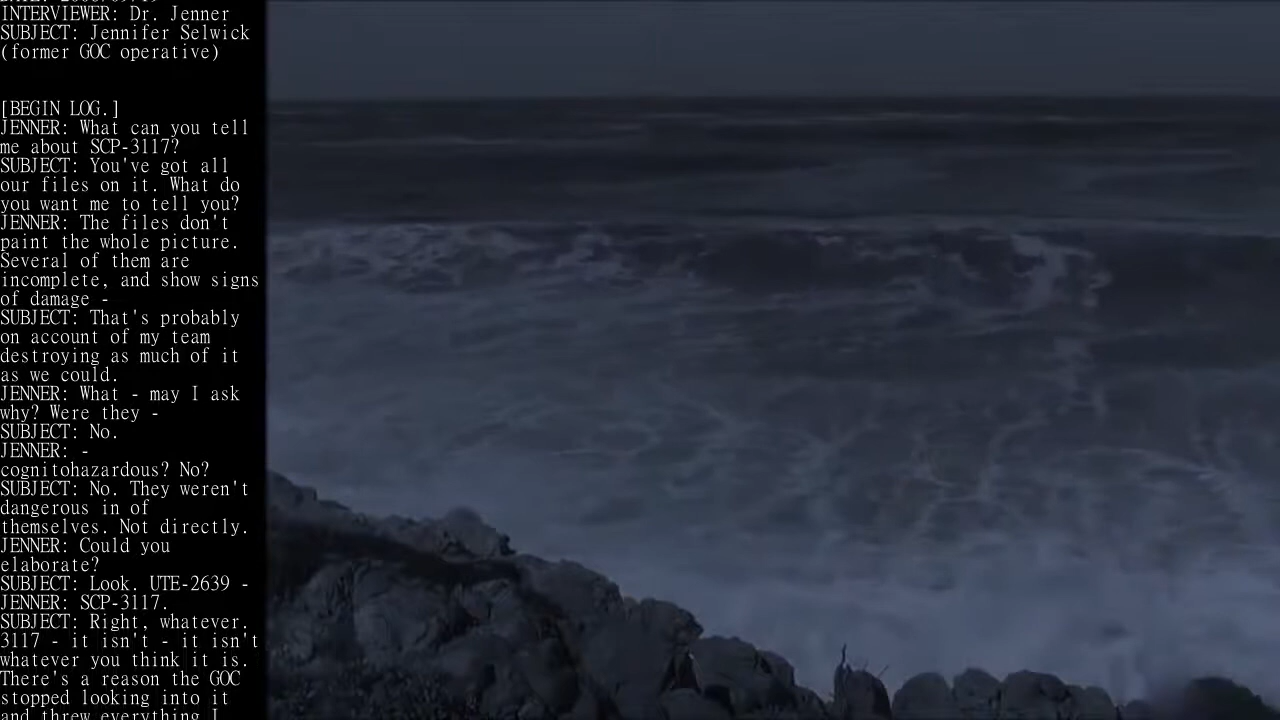 INTERVIEWER: Dr. Jenner
SUBJECT: Jennifer Selwick
(former GOC operative)
[BEGIN LOG.]
JENNER: What can you tell
me about SCP-3117?
SUBJECT: You've got all
our files on it. What do
you want me to tell you?
JENNER: The files don't
paint the whole picture.
Several of them are
incomplete, and show signs
of damage -
SUBJECT: That's probably
on account of my team
destroying as much of it
as we could.
JENNER: What - may I ask
why? Were they -
SUBJECT: No.
JENNER: -
cognitohazardous? No?
SUBJECT: No. They weren't
dangerous in of
themselves. Not directly.
JENNER: Could you
elaborate?
SUBJECT: Look. UTE-2639 -
JENNER: SCP-3117.
SUBJECT: Right, whatever.
3117 - it isn't - it isn't
whatever you think it is.
There's a reason the GOC
stopped looking into it
and threw everything I